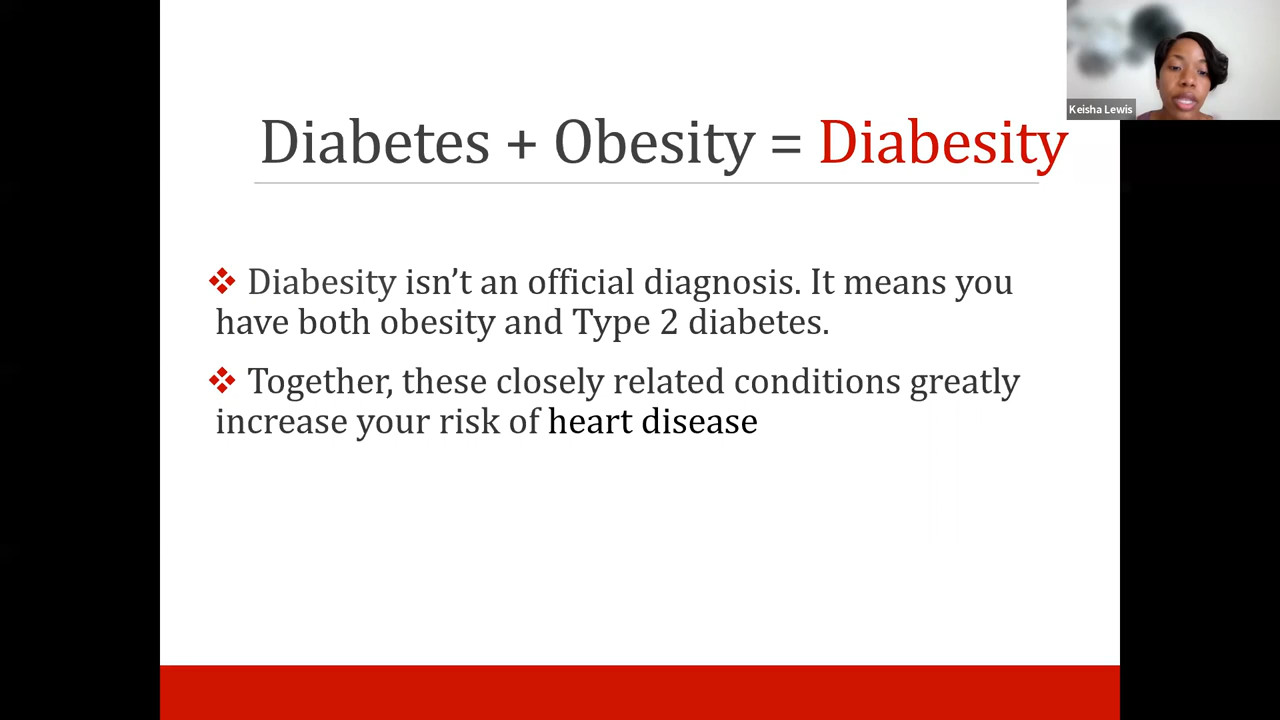 Keisha Lewis
Diabetes + Obesity = Diabesity
❖ Diabesity isn’t an official diagnosis. It means you
have both obesity and Type 2 diabetes.
❖ Together, these closely related conditions greatly
increase your risk of heart disease